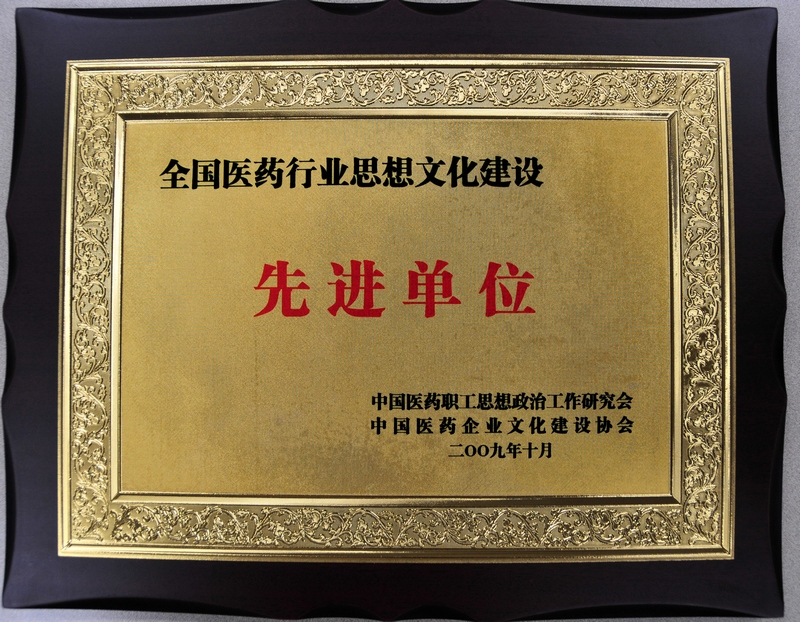 全国医药行业思想文化建设
先进单位
中国医药职工思想政治工作研究会
中国医药企业文化建设协会
二OO九年十月